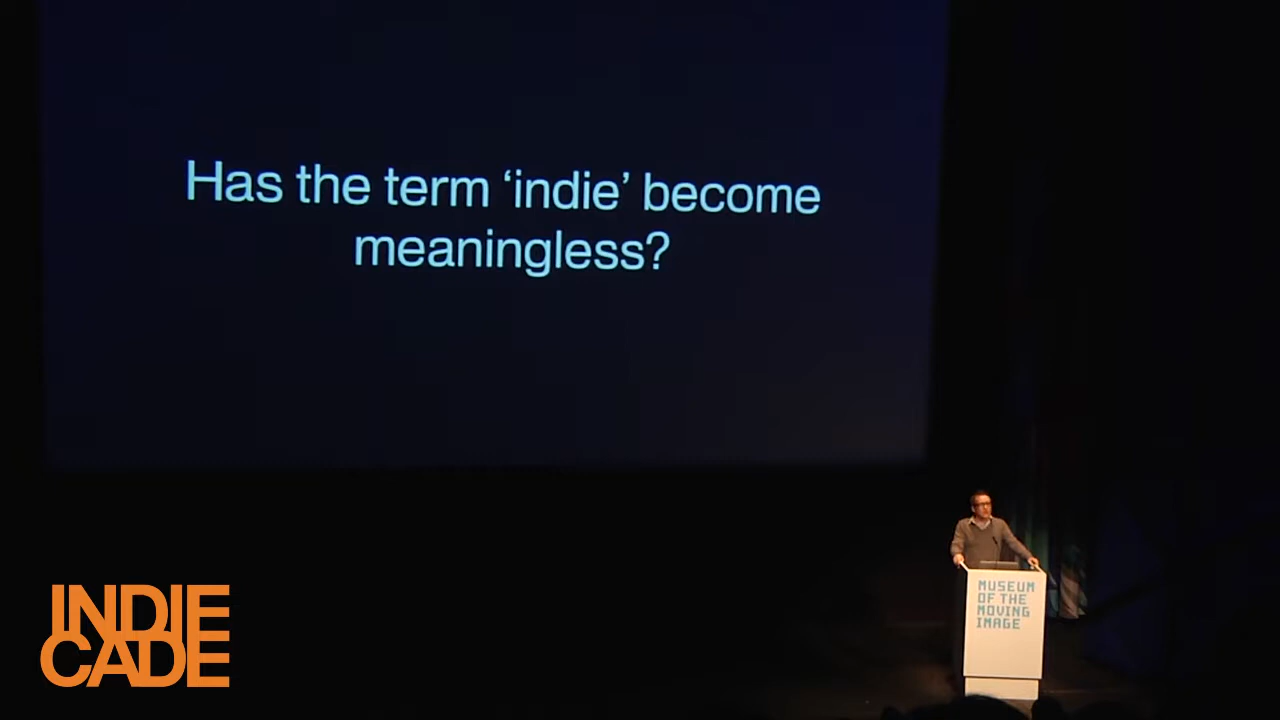 Has the term ‘indie’ become
meaningless?
MUSEUM
OF THE
MOVING
IMAGE
INDIE
CADE